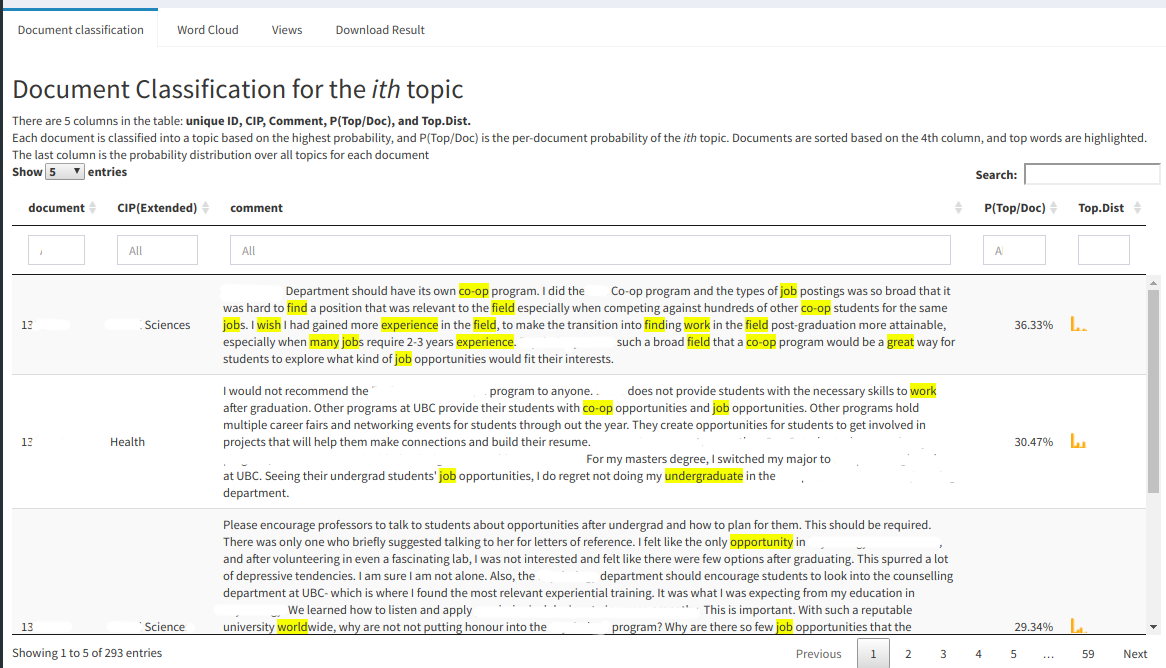 Document classification Word Cloud Views Download Result
Document Classification for the ith topic
There are 5 columns in the table: unique ID, CIP, Comment, P(Top/Doc), and Top.Dist.
Each document is classified into a topic based on the highest probability, and P(Top/Doc) is the per-document probability of the ith topic. Documents are sorted based on the 4th column, and top words are highlighted.
The last column is the probability distribution over all topics for each document
Show 5 entries
Search:
document CIP(Extended) comment P(Top/Doc) Top.Dist
All All
Department should have its own co-op program. I did the Co-op program and the types of job postings was so broad that it
was hard to find a position that was relevant to the field especially when competing against hundreds of other co-op students for the same
13 Sciences jobs. I wish I had gained more experience in the field, to make the transition into finding work in the field post-graduation more attainable, 36.33%
especially when many jobs require 2-3 years experience. such a broad field that a co-op program would be a great way for
students to explore what kind of job opportunities would fit their interests.
I would not recommend the program to anyone. does not provide students with the necessary skills to work
after graduation. Other programs at UBC provide their students with co-op opportunities and job opportunities. Other programs hold
multiple career fairs and networking events for students through out the year. They create opportunities for students to get involved in
13 Health projects that will help them make connections and build their resume. 30.47%
For my masters degree, I switched my major to
at UBC. Seeing their undergrad students' job opportunities, I do regret not doing my undergraduate in the
department.
Please encourage professors to talk to students about opportunities after undergrad and how to plan for them. This should be required.
There was only one who briefly suggested talking to her for letters of reference. I felt like the only opportunity in ,
and after volunteering in even a fascinating lab, I was not interested and felt like there were few options after graduating. This spurred a lot
of depressive tendencies. I am sure I am not alone. Also, the department should encourage students to look into the counselling
department at UBC- which is where I found the most relevant experiential training. It was what I was expecting from my education in
We learned how to listen and apply This is important. With such a reputable
13 Science university worldwide, why are not not putting honour into the program? Why are there so few job opportunities that the 29.34%
Showing 1 to 5 of 293 entries
Previous 1 2 3 4 5 ... 59 Next